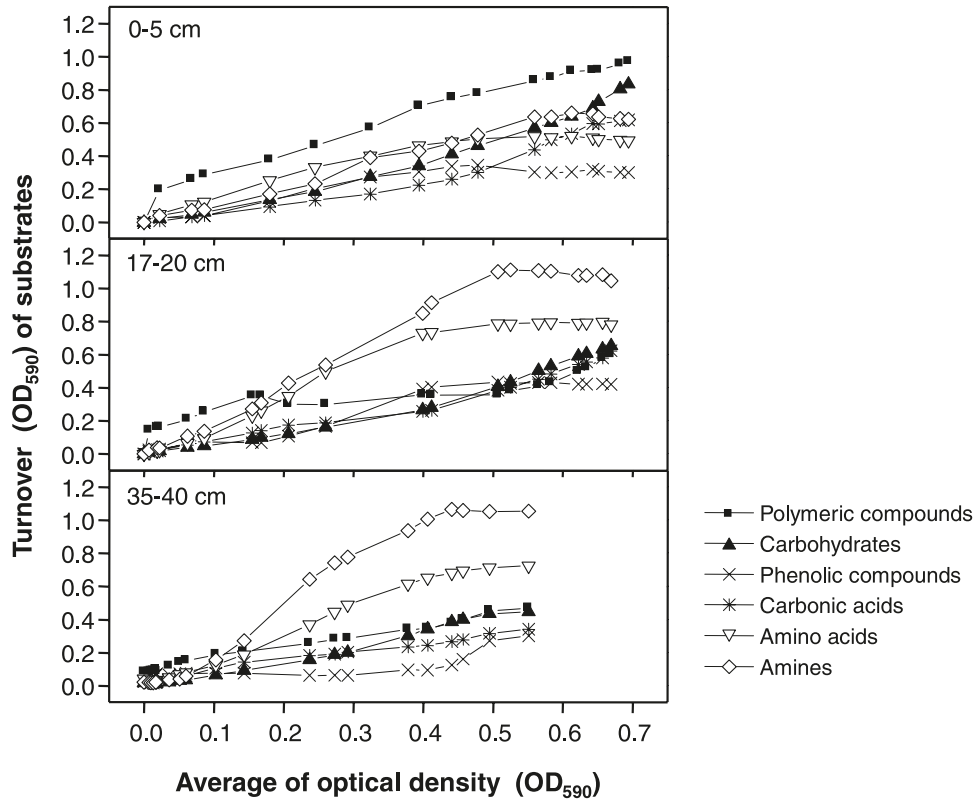 Turnover (OD590) of substrates
0-5 cm
1.2
1.0
0.8
0.6
0.4
0.2
0.0
17-20 cm
1.2
1.0
0.8
0.6
0.4
0.2
0.0
35-40 cm
1.2
1.0
0.8
0.6
0.4
0.2
0.0
0.0 0.1 0.2 0.3 0.4 0.5 0.6 0.7
Average of optical density (OD590)
Polymeric compounds
Carbohydrates
Phenolic compounds
Carbonic acids
Amino acids
Amines